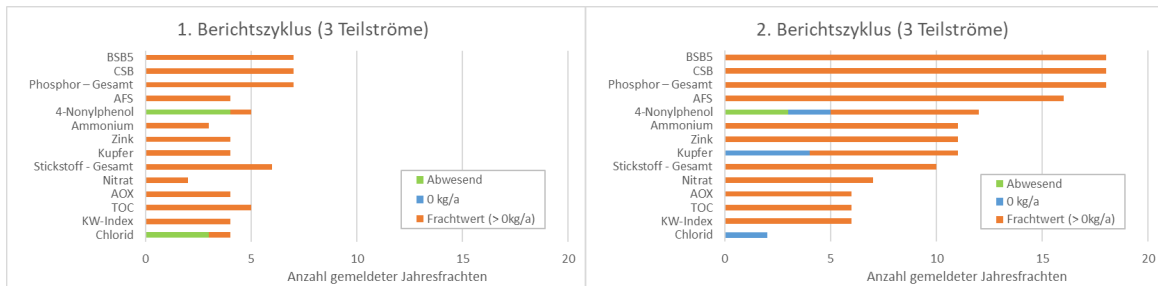 1. Berichtszyklus (3 Teilströme)
BSB5
CSB
Phosphor – Gesamt
AFS
4-Nonylphenol
Ammonium
Zink
Kupfer
Stickstoff - Gesamt
Nitrat
AOX
TOC
KW-Index
Chlorid
Abwesend
0 kg/a
Frachtwert (> 0kg/a)
0 5 10 15 20
Anzahl gemeldeter Jahresfrachten
2. Berichtszyklus (3 Teilströme)
BSB5
CSB
Phosphor – Gesamt
AFS
4-Nonylphenol
Ammonium
Zink
Kupfer
Stickstoff - Gesamt
Nitrat
AOX
TOC
KW-Index
Chlorid
Abwesend
0 kg/a
Frachtwert (> 0kg/a)
0 5 10 15 20
Anzahl gemeldeter Jahresfrachten